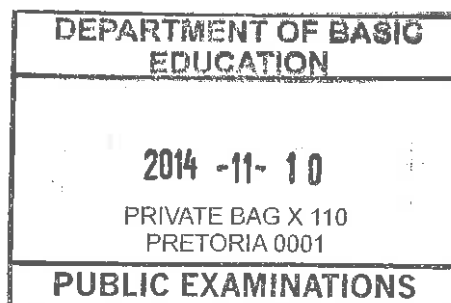 DEPARTMENT OF BASIC
EDUCATION
2014 -11- 10
PRIVATE BAG X 110
PRETORIA 0001
PUBLIC EXAMINATIONS